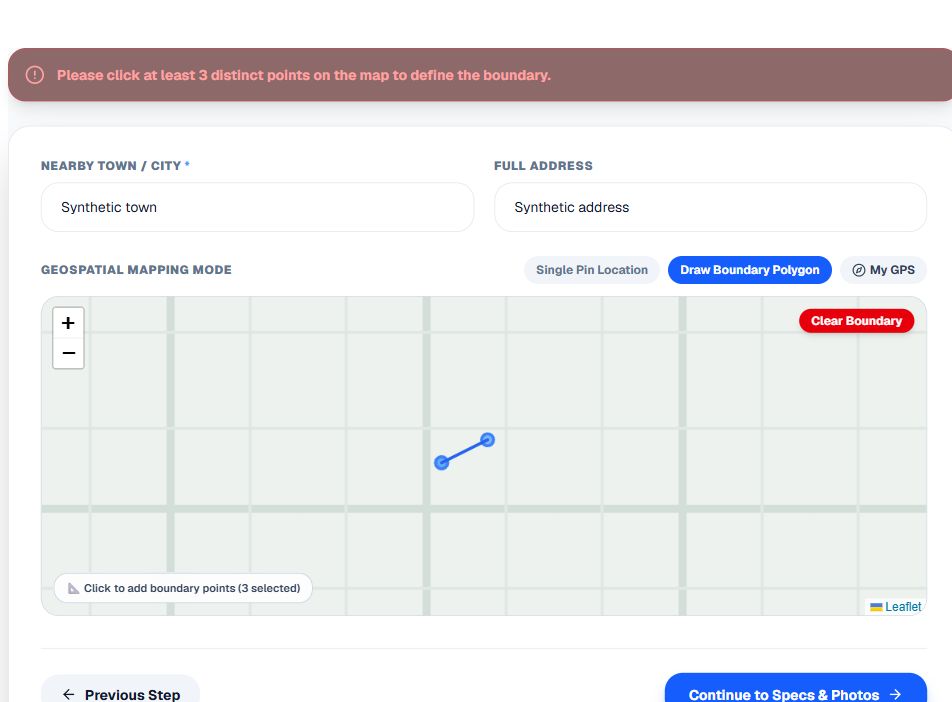 Please click at least 3 distinct points on the map to define the boundary.
NEARBY TOWN / CITY *
FULL ADDRESS
Synthetic town
Synthetic address
GEOSPATIAL MAPPING MODE
Single Pin Location
Draw Boundary Polygon
My GPS
+
−
Clear Boundary
Click to add boundary points (3 selected)
Leaflet
← Previous Step
Continue to Specs & Photos →